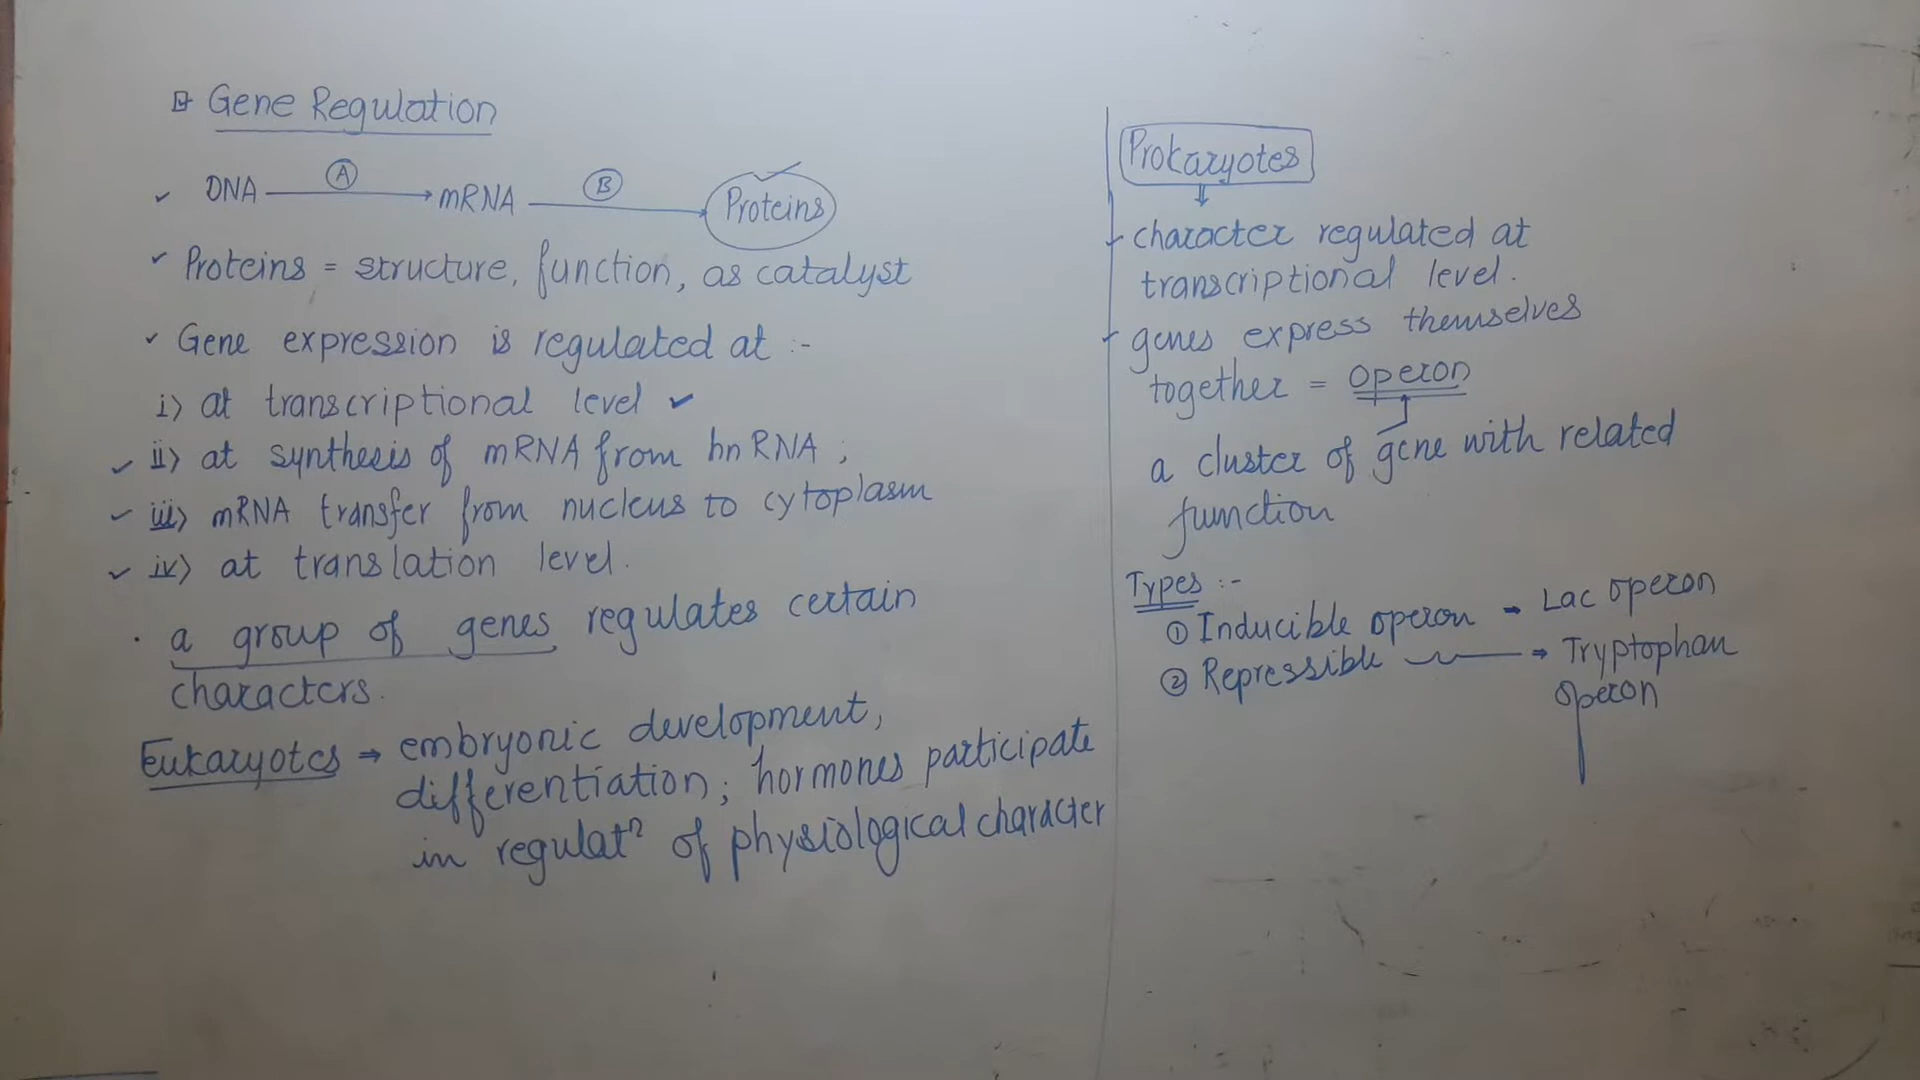 Gene Regulation
DNA → mRNA → Proteins
A B
Proteins = structure, function, as catalyst
Gene expression is regulated at :-
i) at transcriptional level
ii) at synthesis of mRNA from hnRNA ;
iii) mRNA transfer from nucleus to cytoplasm
iv) at translation level.
a group of genes regulates certain
characters.
Eukaryotes → embryonic development,
differentiation; hormones participate
in regulatⁿ of physiological character
Prokaryotes
character regulated at
transcriptional level.
genes express themselves
together = operon
a cluster of gene with related
function
Types :-
① Inducible operon → Lac operon
② Repressible → Tryptophan
operon